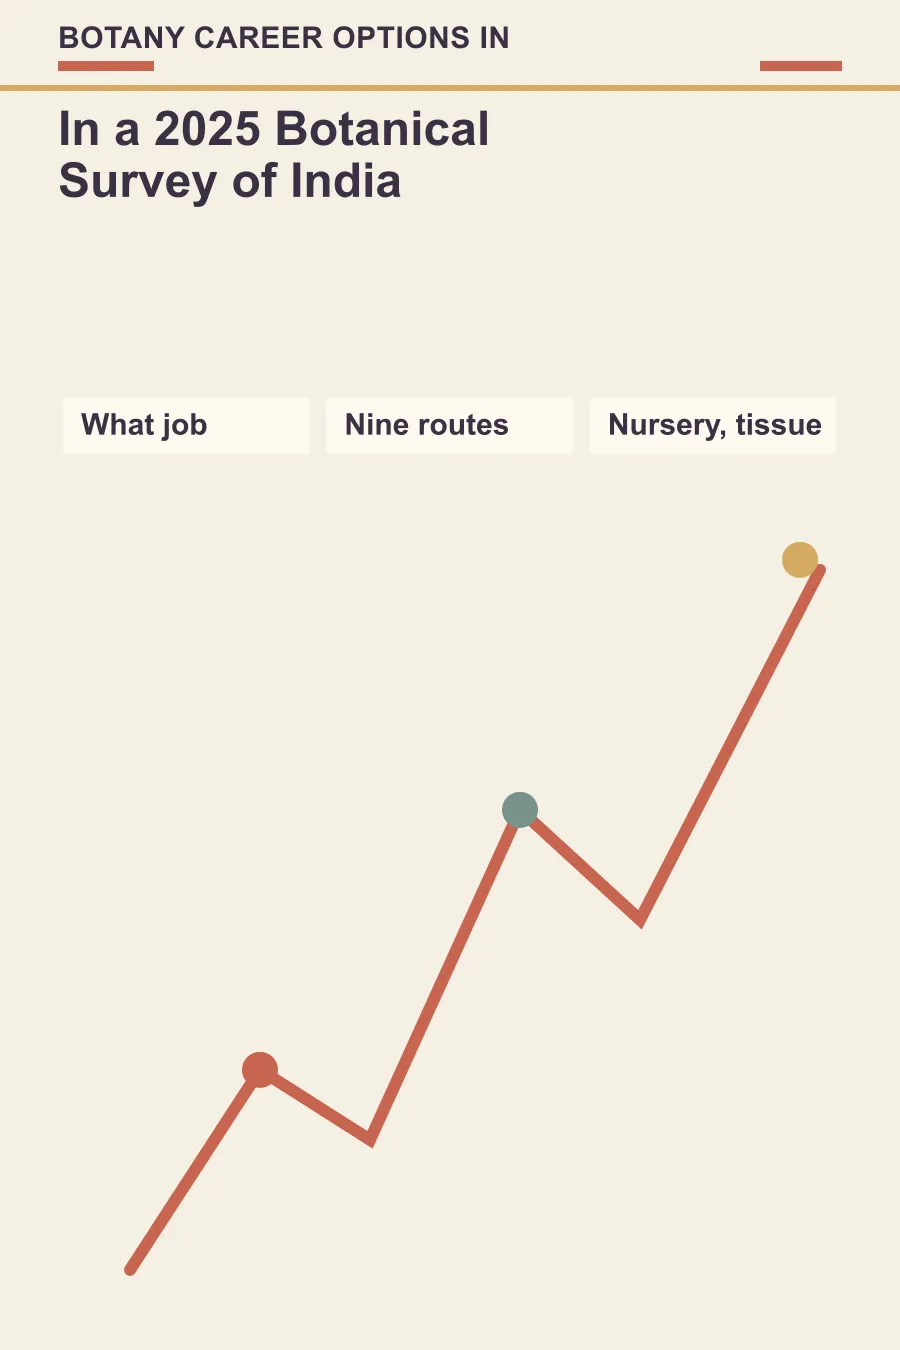 BOTANY CAREER OPTIONS IN
In a 2025 Botanical
Survey of India
What job
Nine routes
Nursery, tissue